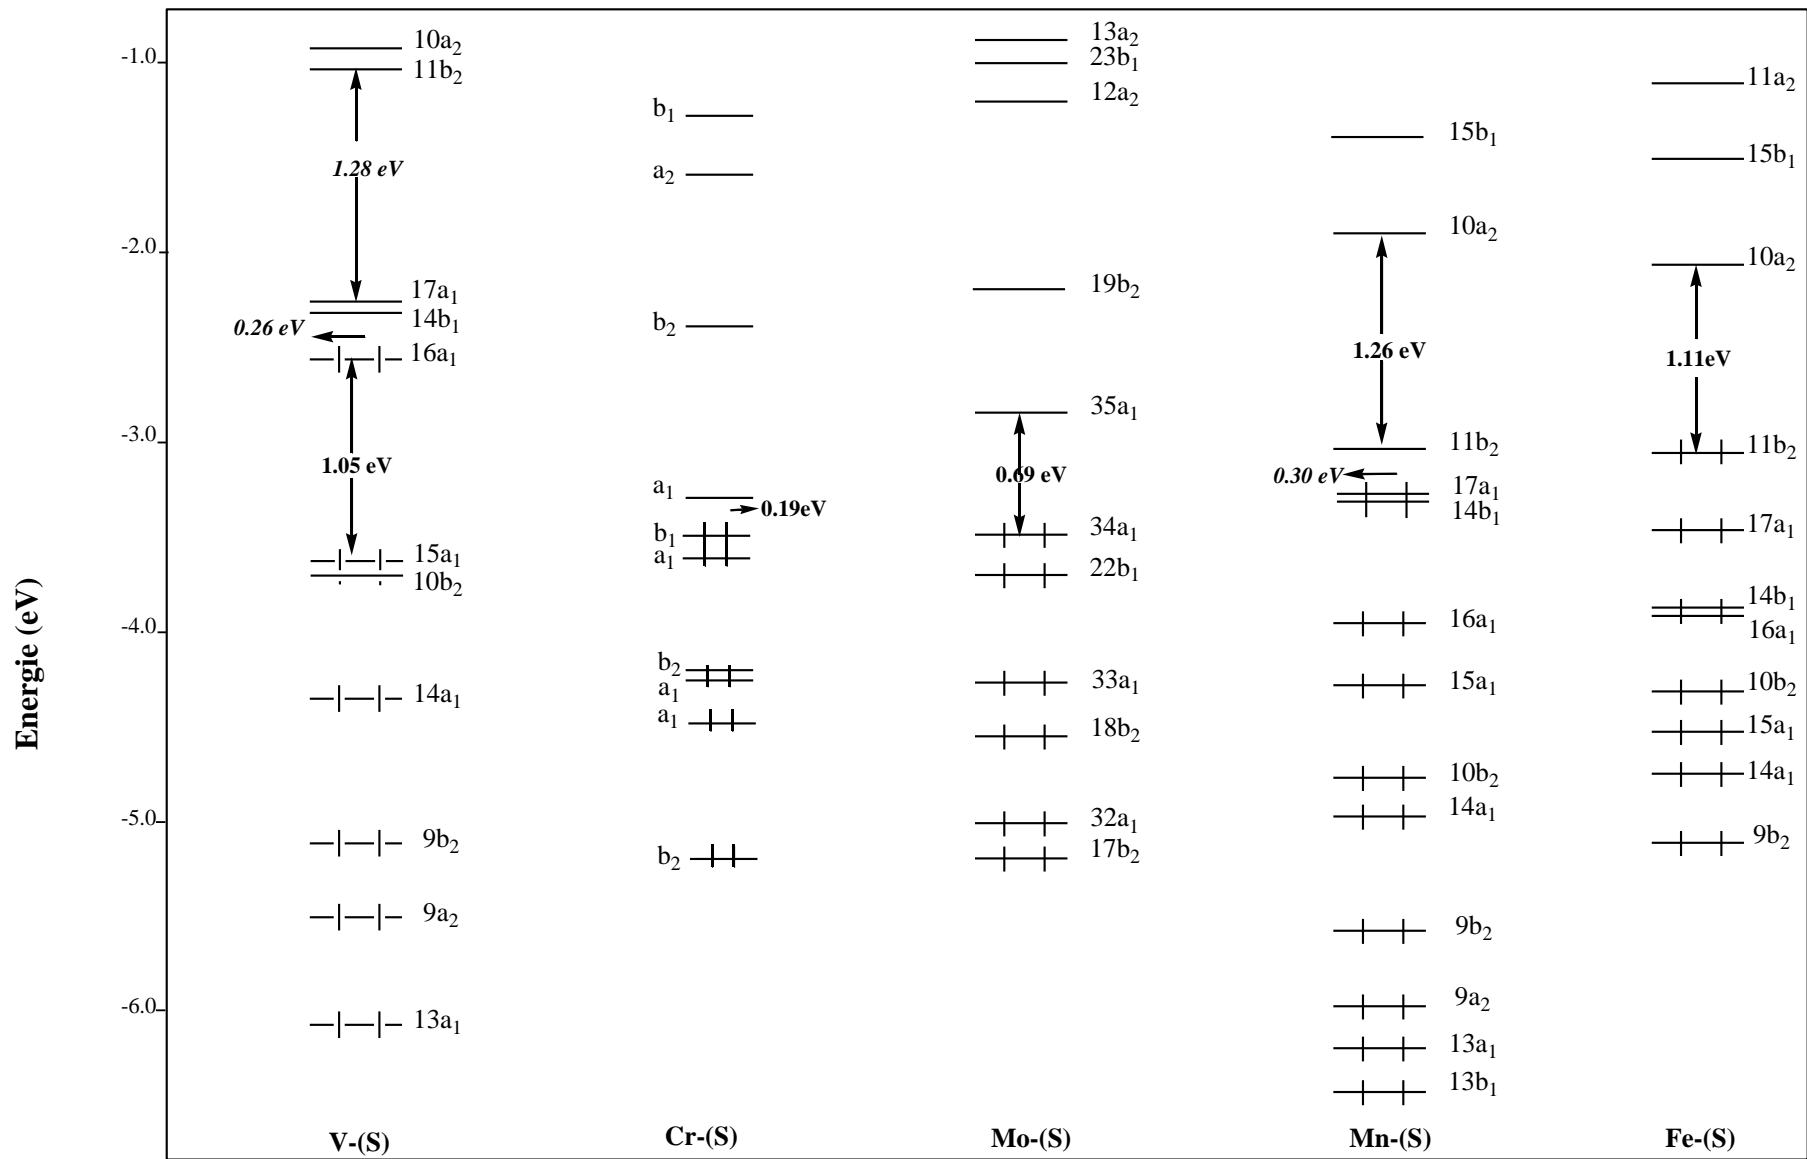 Energie (eV)
-1.0
-2.0
-3.0
-4.0
-5.0
-6.0
10a₂
11b₂
1.28 eV
17a₁
14b₁
0.26 eV
16a₁
1.05 eV
15a₁
10b₂
14a₁
9b₂
9a₂
13a₁
V-(S)
b₁
a₂
b₂
a₁
0.19eV
b₁
a₁
b₂
a₁
a₁
b₂
Cr-(S)
13a₂
23b₁
12a₂
19b₂
35a₁
0.69 eV
34a₁
22b₁
33a₁
18b₂
32a₁
17b₂
Mo-(S)
15b₁
10a₂
1.26 eV
11b₂
0.30 eV
17a₁
14b₁
16a₁
15a₁
10b₂
14a₁
9b₂
9a₂
13a₁
13b₁
Mn-(S)
11a₂
15b₁
10a₂
1.11eV
11b₂
17a₁
14b₁
16a₁
10b₂
15a₁
14a₁
9b₂
Fe-(S)